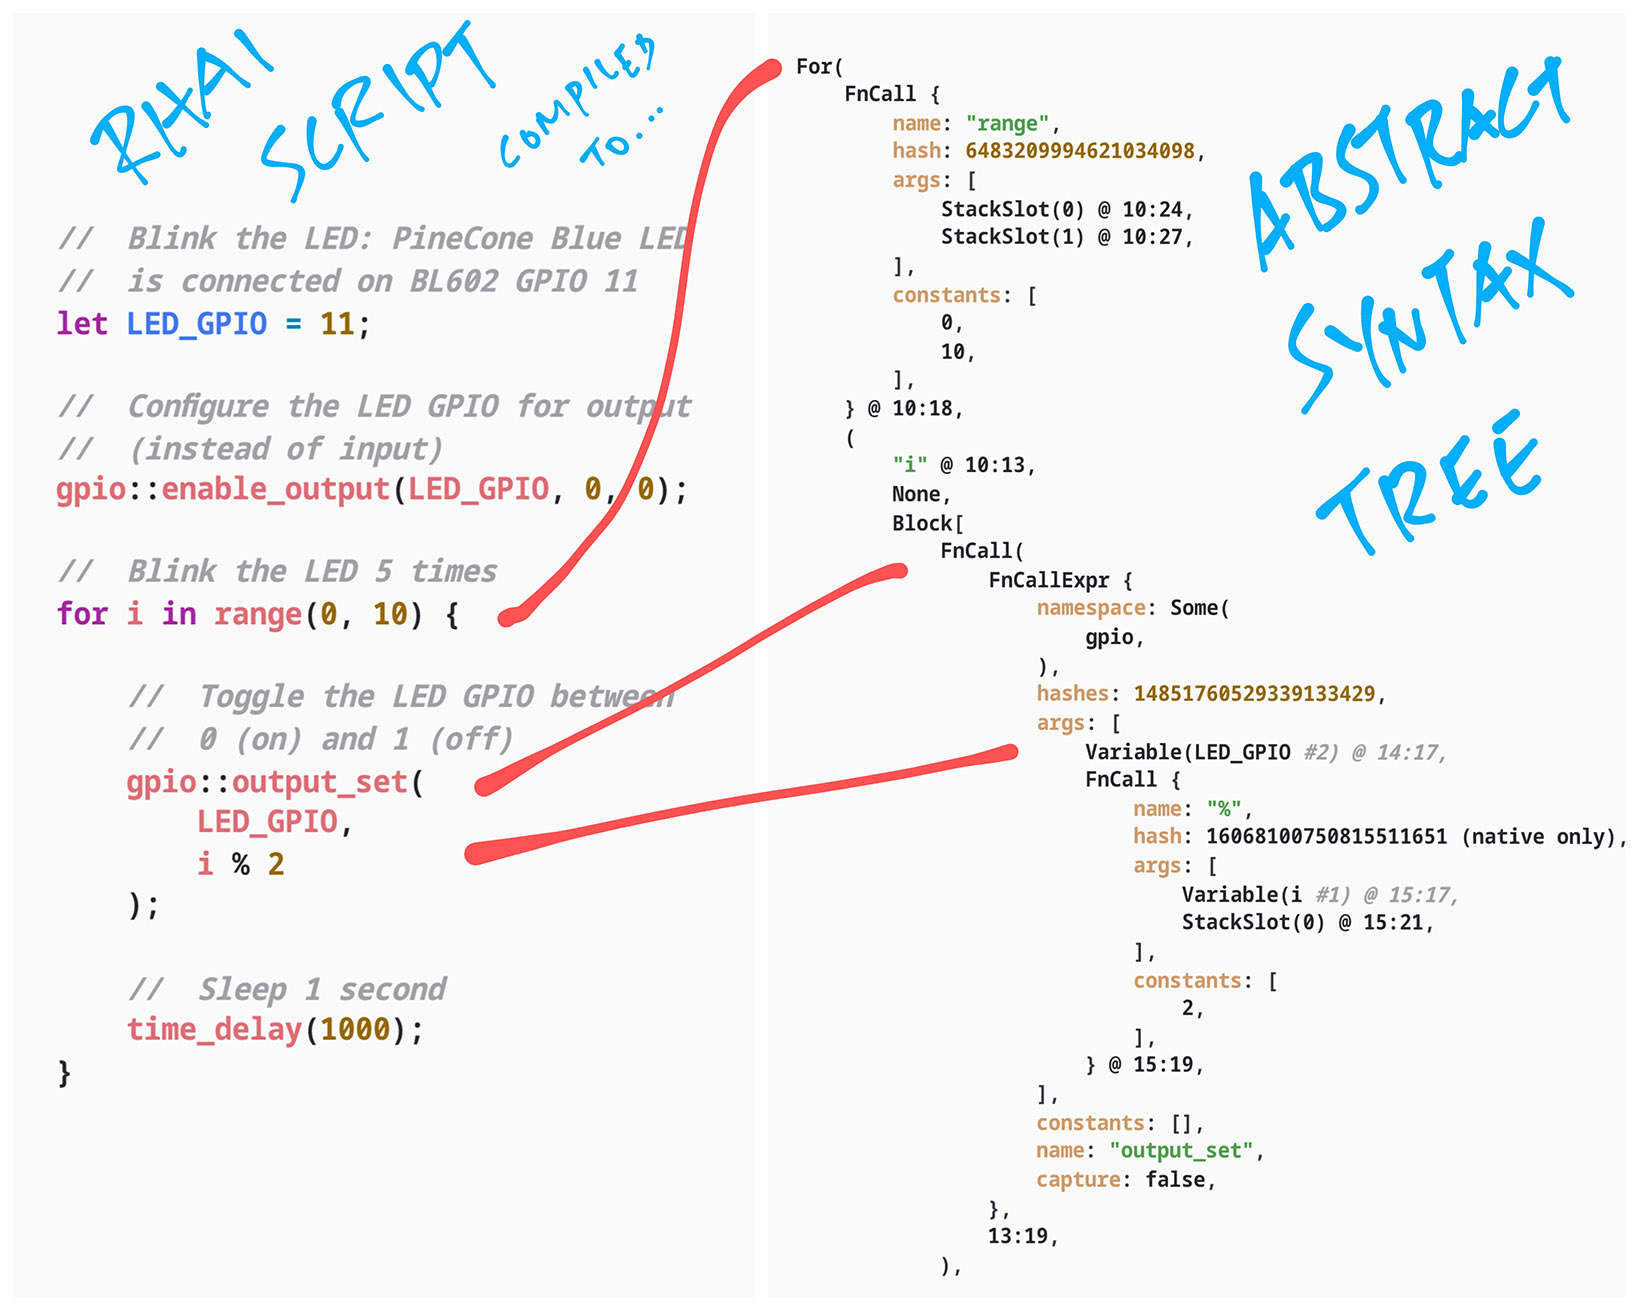 RHAI
SCRIPT
COMPILED
TO...
//  Blink the LED: PineCone Blue LED
//  is connected on BL602 GPIO 11
let LED_GPIO = 11;
//  Configure the LED GPIO for output
//  (instead of input)
gpio::enable_output(LED_GPIO, 0, 0);
//  Blink the LED 5 times
for i in range(0, 10) {
//  Toggle the LED GPIO between
//  0 (on) and 1 (off)
gpio::output_set(
LED_GPIO,
i % 2
);
//  Sleep 1 second
time_delay(1000);
}
ABSTRACT
SYNTAX
TREE
For(
FnCall {
name: "range",
hash: 6483209994621034098,
args: [
StackSlot(0) @ 10:24,
StackSlot(1) @ 10:27,
],
constants: [
0,
10,
],
} @ 10:18,
(
"i" @ 10:13,
None,
Block[
FnCall(
FnCallExpr {
namespace: Some(
gpio,
),
hashes: 14851760529339133429,
args: [
Variable(LED_GPIO #2) @ 14:17,
FnCall {
name: "%",
hash: 16068100750815511651 (native only),
args: [
Variable(i #1) @ 15:17,
StackSlot(0) @ 15:21,
],
constants: [
2,
],
} @ 15:19,
],
constants: [],
name: "output_set",
capture: false,
},
13:19,
),